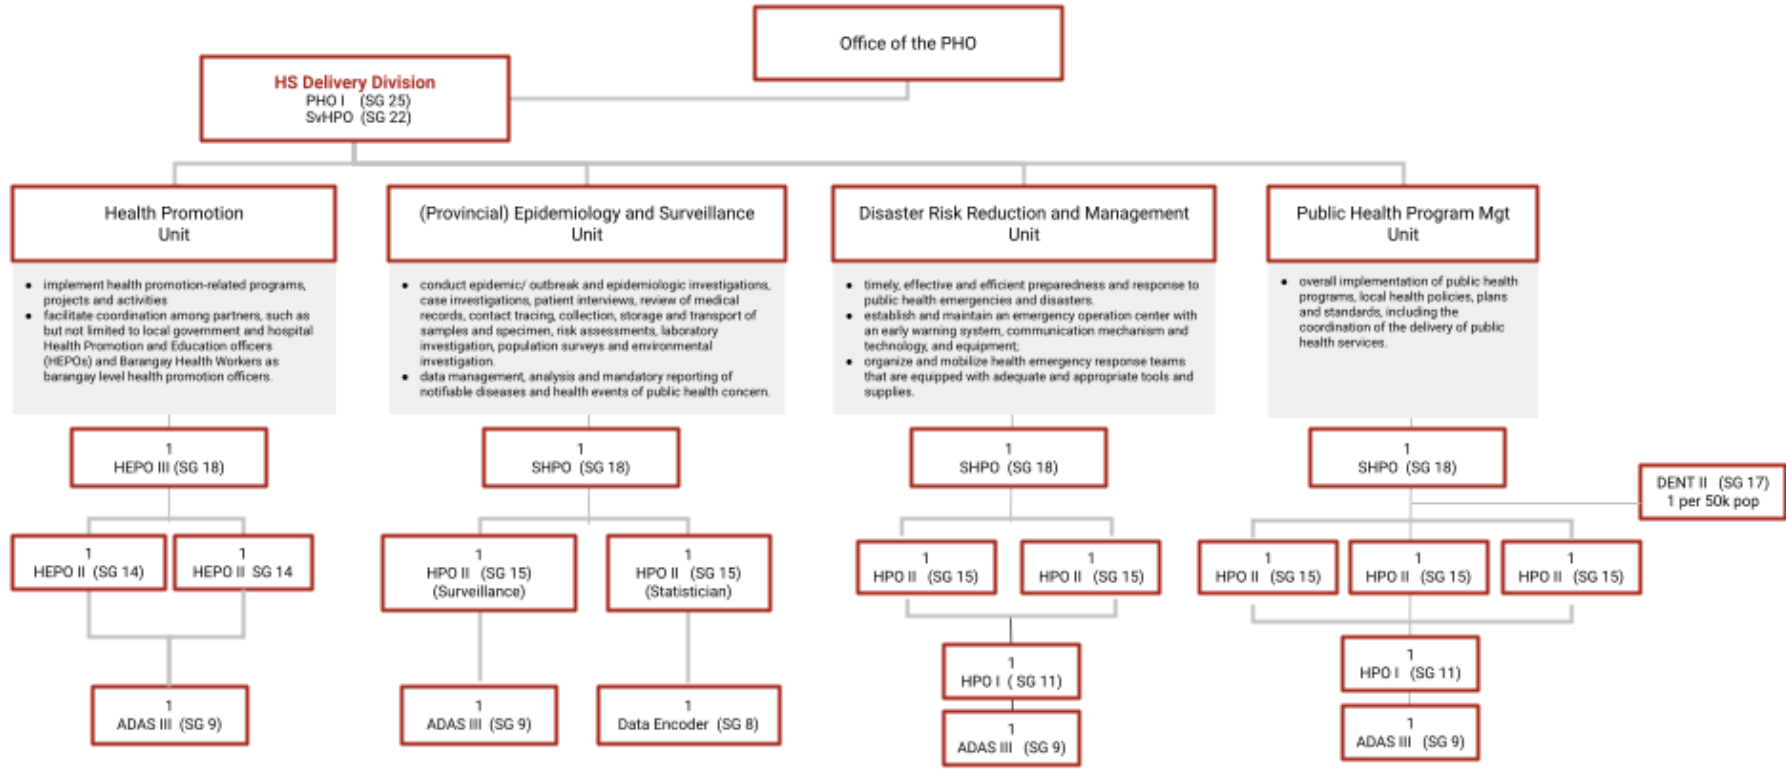 Office of the PHO
HS Delivery Division
PHO I (SG 25)
SvHPO (SG 22)
Health Promotion
Unit
● implement health promotion-related programs,
projects and activities
● facilitate coordination among partners, such as
but not limited to local government and hospital
Health Promotion and Education officers
(HEPOs) and Barangay Health Workers as
barangay level health promotion officers.
1
HEPO III (SG 18)
1
HEPO II (SG 14)
1
HEPO II SG 14
1
ADAS III (SG 9)
(Provincial) Epidemiology and Surveillance
Unit
● conduct epidemic/ outbreak and epidemiologic investigations,
case investigations, patient interviews, review of medical
records, contact tracing, collection, storage and transport of
samples and specimen, risk assessments, laboratory
investigation, population surveys and environmental
investigation.
● data management, analysis and mandatory reporting of
notifiable diseases and health events of public health concern.
1
SHPO (SG 18)
1
HPO II (SG 15)
(Surveillance)
1
HPO II (SG 15)
(Statistician)
1
ADAS III (SG 9)
1
Data Encoder (SG 8)
Disaster Risk Reduction and Management
Unit
● timely, effective and efficient preparedness and response to
public health emergencies and disasters.
● establish and maintain an emergency operation center with
an early warning system, communication mechanism and
technology, and equipment;
● organize and mobilize health emergency response teams
that are equipped with adequate and appropriate tools and
supplies.
1
SHPO (SG 18)
1
HPO II (SG 15)
1
HPO II (SG 15)
1
HPO I ( SG 11)
1
ADAS III (SG 9)
Public Health Program Mgt
Unit
● overall implementation of public health
programs, local health policies, plans
and standards, including the
coordination of the delivery of public
health services.
1
SHPO (SG 18)
DENT II (SG 17)
1 per 50k pop
1
HPO II (SG 15)
1
HPO II (SG 15)
1
HPO II (SG 15)
1
HPO I (SG 11)
1
ADAS III (SG 9)